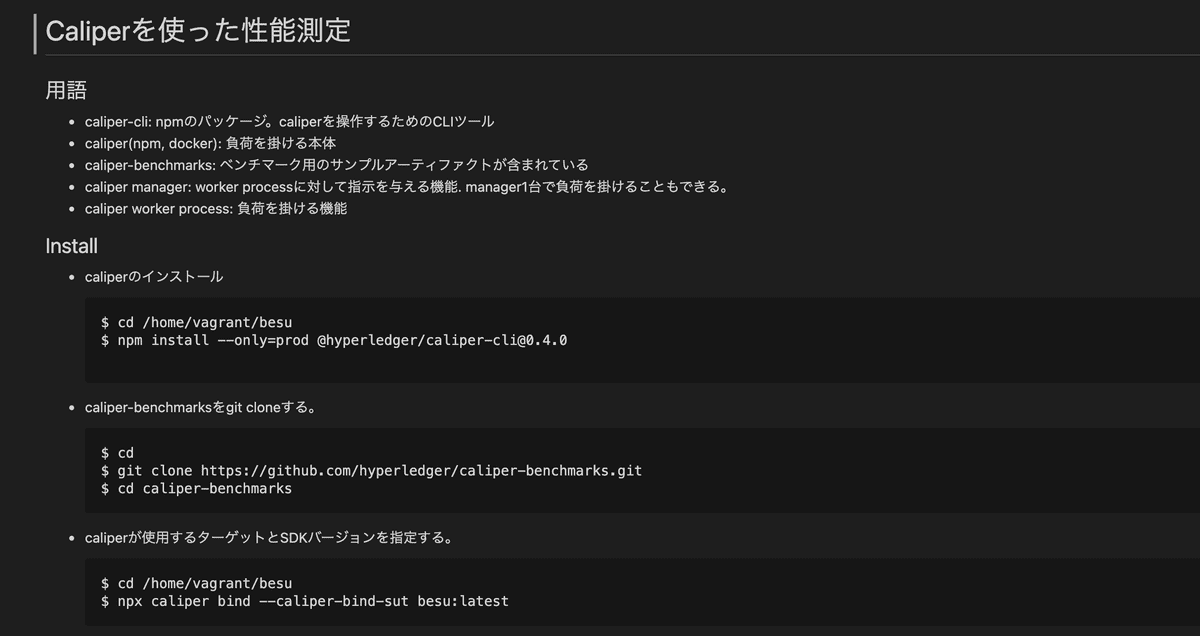 Caliperを使った性能測定
用語
• caliper-cli: npmのパッケージ。caliperを操作するためのCLIツール
• caliper(npm, docker): 負荷を掛ける本体
• caliper-benchmarks: ベンチマーク用のサンプルアーティファクトが含まれている
• caliper manager: worker processに対して指示を与える機能. manager1台で負荷を掛けることもできる。
• caliper worker process: 負荷を掛ける機能
Install
• caliperのインストール
$ cd /home/vagrant/besu
$ npm install --only=prod @hyperledger/caliper-cli@0.4.0
• caliper-benchmarksをgit cloneする。
$ cd
$ git clone https://github.com/hyperledger/caliper-benchmarks.git
$ cd caliper-benchmarks
• caliperが使用するターゲットとSDKバージョンを指定する。
$ cd /home/vagrant/besu
$ npx caliper bind --caliper-bind-sut besu:latest